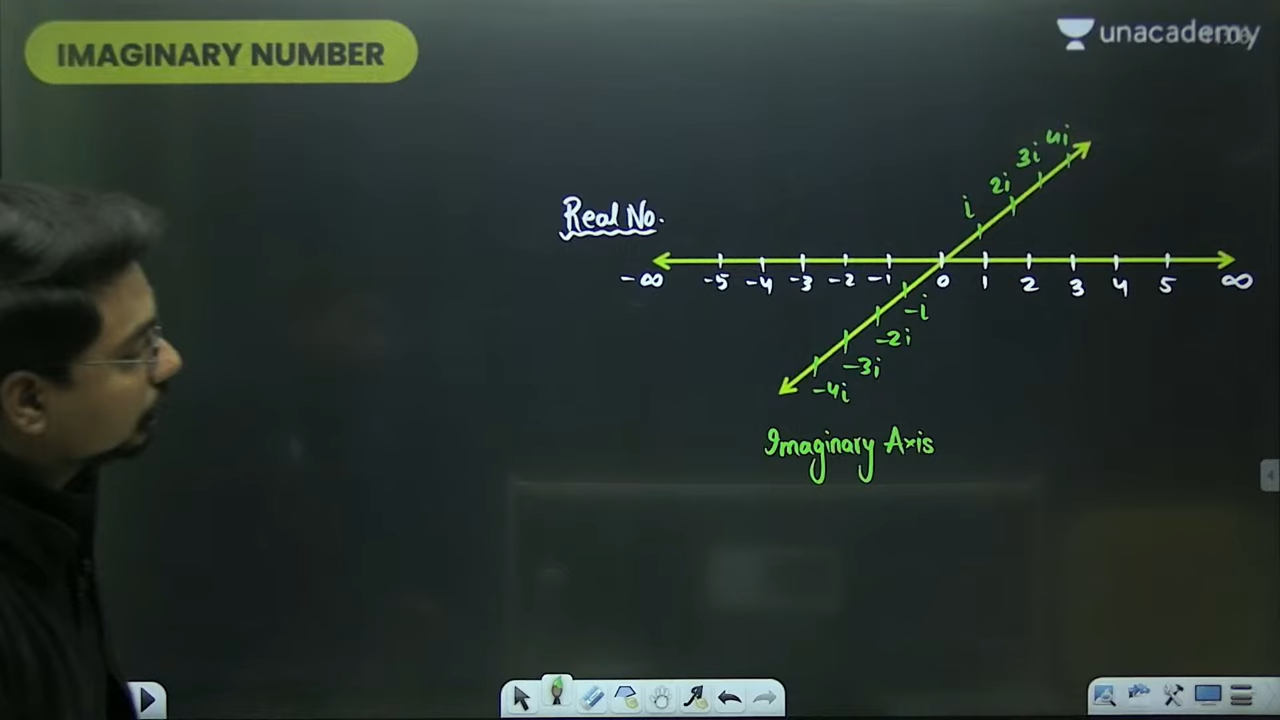 IMAGINARY NUMBER
unacademy
4i
3i
2i
i
Real No.
-∞ -5 -4 -3 -2 -1 0 1 2 3 4 5 ∞
-i
-2i
-3i
-4i
Imaginary Axis